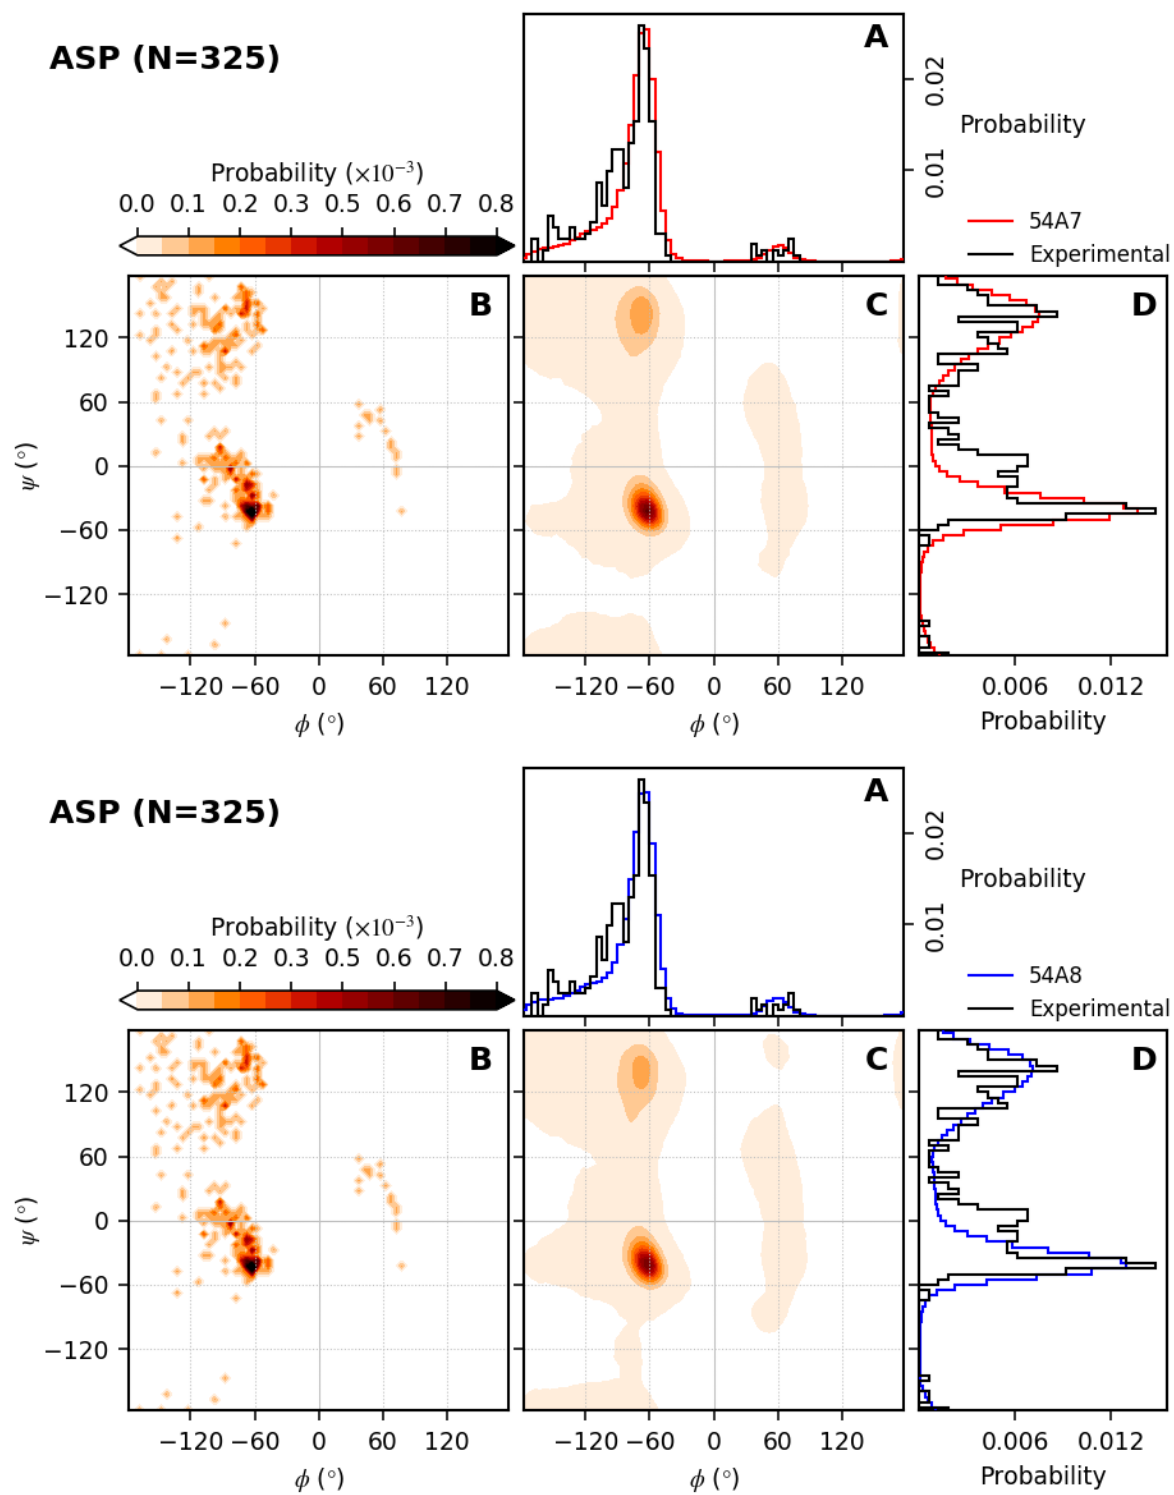 ASP (N=325)
A
0.02
0.01
Probability
Probability (×10⁻³)
0.0 0.1 0.2 0.3 0.5 0.6 0.7 0.8
54A7
Experimental
B
C
D
120
60
0
−60
−120
ψ (°)
−120 −60 0 60 120
ϕ (°)
−120 −60 0 60 120
ϕ (°)
0.006 0.012
Probability
ASP (N=325)
A
0.02
0.01
Probability
Probability (×10⁻³)
0.0 0.1 0.2 0.3 0.5 0.6 0.7 0.8
54A8
Experimental
B
C
D
120
60
0
−60
−120
ψ (°)
−120 −60 0 60 120
ϕ (°)
−120 −60 0 60 120
ϕ (°)
0.006 0.012
Probability